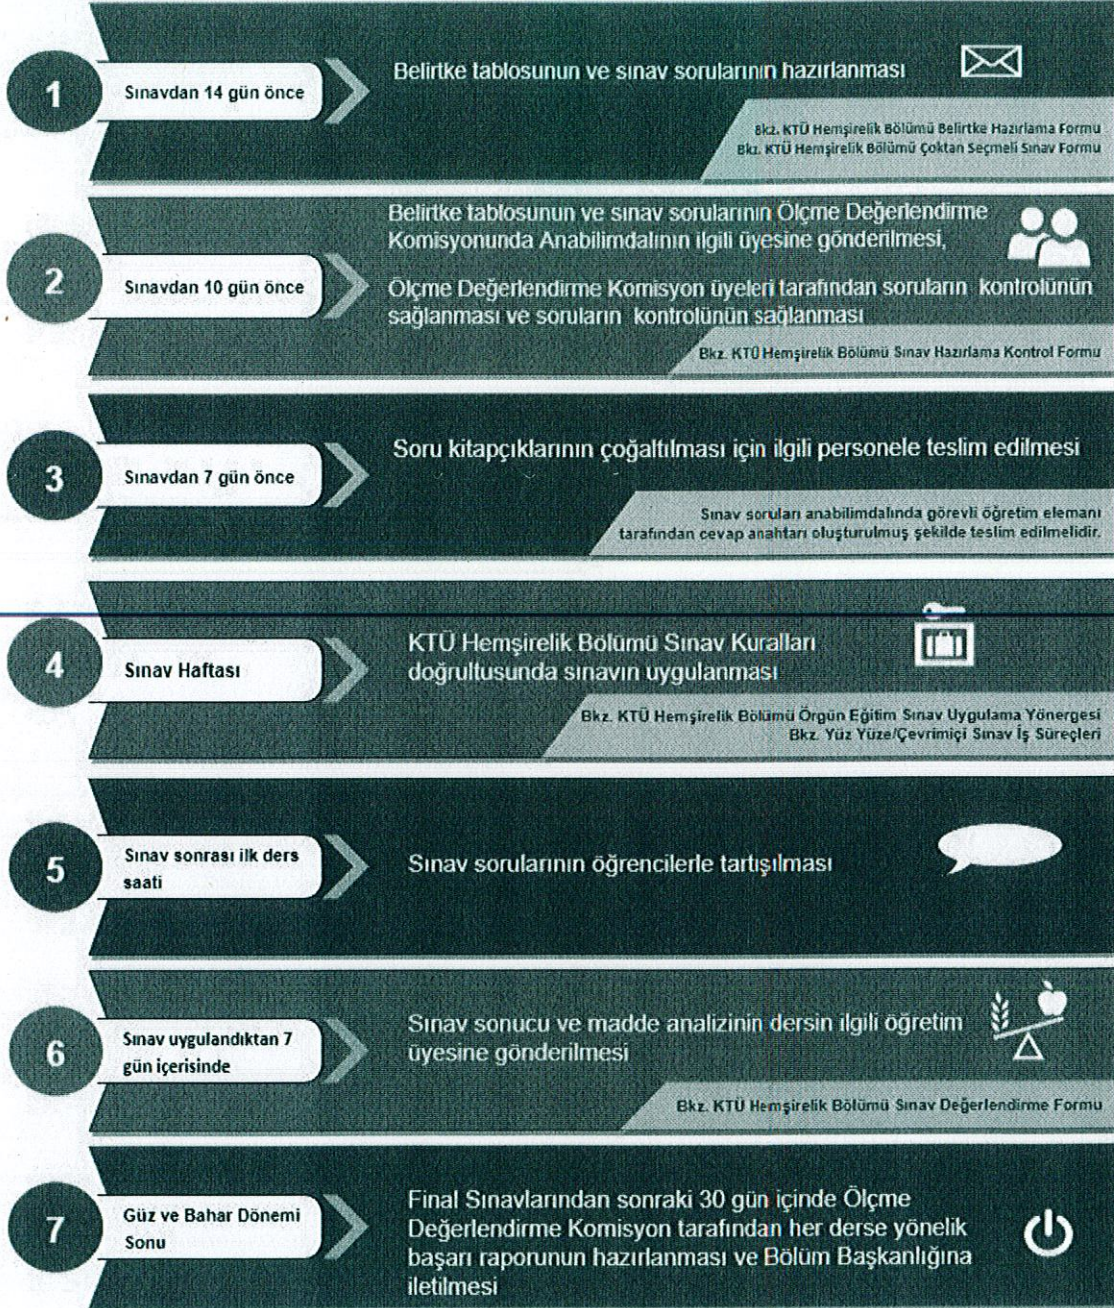 1
Sınavdan 14 gün önce
Belirtke tablosunun ve sınav sorularının hazırlanması
Bkz. KTÜ Hemşirelik Bölümü Belirtke Hazırlama Formu
Bkz. KTÜ Hemşirelik Bölümü Çoktan Seçmeli Sınav Formu
2
Sınavdan 10 gün önce
Belirtke tablosunun ve sınav sorularının Ölçme Değerlendirme
Komisyonunda Anabilimdalının ilgili üyesine gönderilmesi,
Ölçme Değerlendirme Komisyon üyeleri tarafından soruların kontrolünün
sağlanması ve soruların kontrolünün sağlanması
Bkz. KTÜ Hemşirelik Bölümü Sınav Hazırlama Kontrol Formu
3
Sınavdan 7 gün önce
Soru kitapçıklarının çoğaltılması için ilgili personele teslim edilmesi
Sınav soruları anabilimdalında görevli öğretim elemanı
tarafından cevap anahtarı oluşturulmuş şekilde teslim edilmelidir.
4
Sınav Haftası
KTÜ Hemşirelik Bölümü Sınav Kuralları
doğrultusunda sınavın uygulanması
Bkz. KTÜ Hemşirelik Bölümü Örgün Eğitim Sınav Uygulama Yönergesi
Bkz. Yüz Yüze/Çevrimiçi Sınav İş Süreçleri
5
Sınav sonrası ilk ders
saati
Sınav sorularının öğrencilerle tartışılması
6
Sınav uygulandıktan 7
gün içerisinde
Sınav sonucu ve madde analizinin dersin ilgili öğretim
üyesine gönderilmesi
Bkz. KTÜ Hemşirelik Bölümü Sınav Değerlendirme Formu
7
Güz ve Bahar Dönemi
Sonu
Final Sınavlarından sonraki 30 gün içinde Ölçme
Değerlendirme Komisyon tarafından her derse yönelik
başarı raporunun hazırlanması ve Bölüm Başkanlığına
iletilmesi